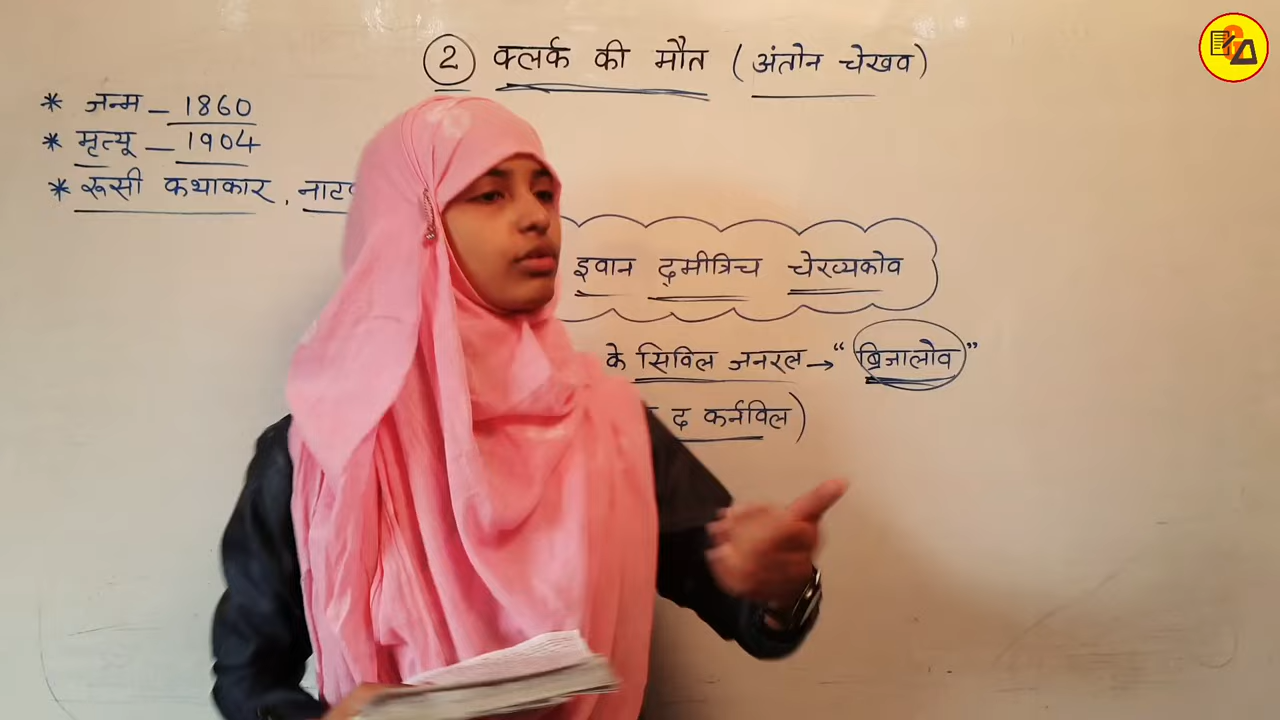 2 क्लर्क की मौत (अंतोन चेखव)
* जन्म – 1860
* मृत्यू – 1904
* रूसी कथाकार, नाट
इवान द्मीत्रिच चेरव्यकोव
के सिविल जनरल → “ब्रिजालोव”
द कर्नविल)